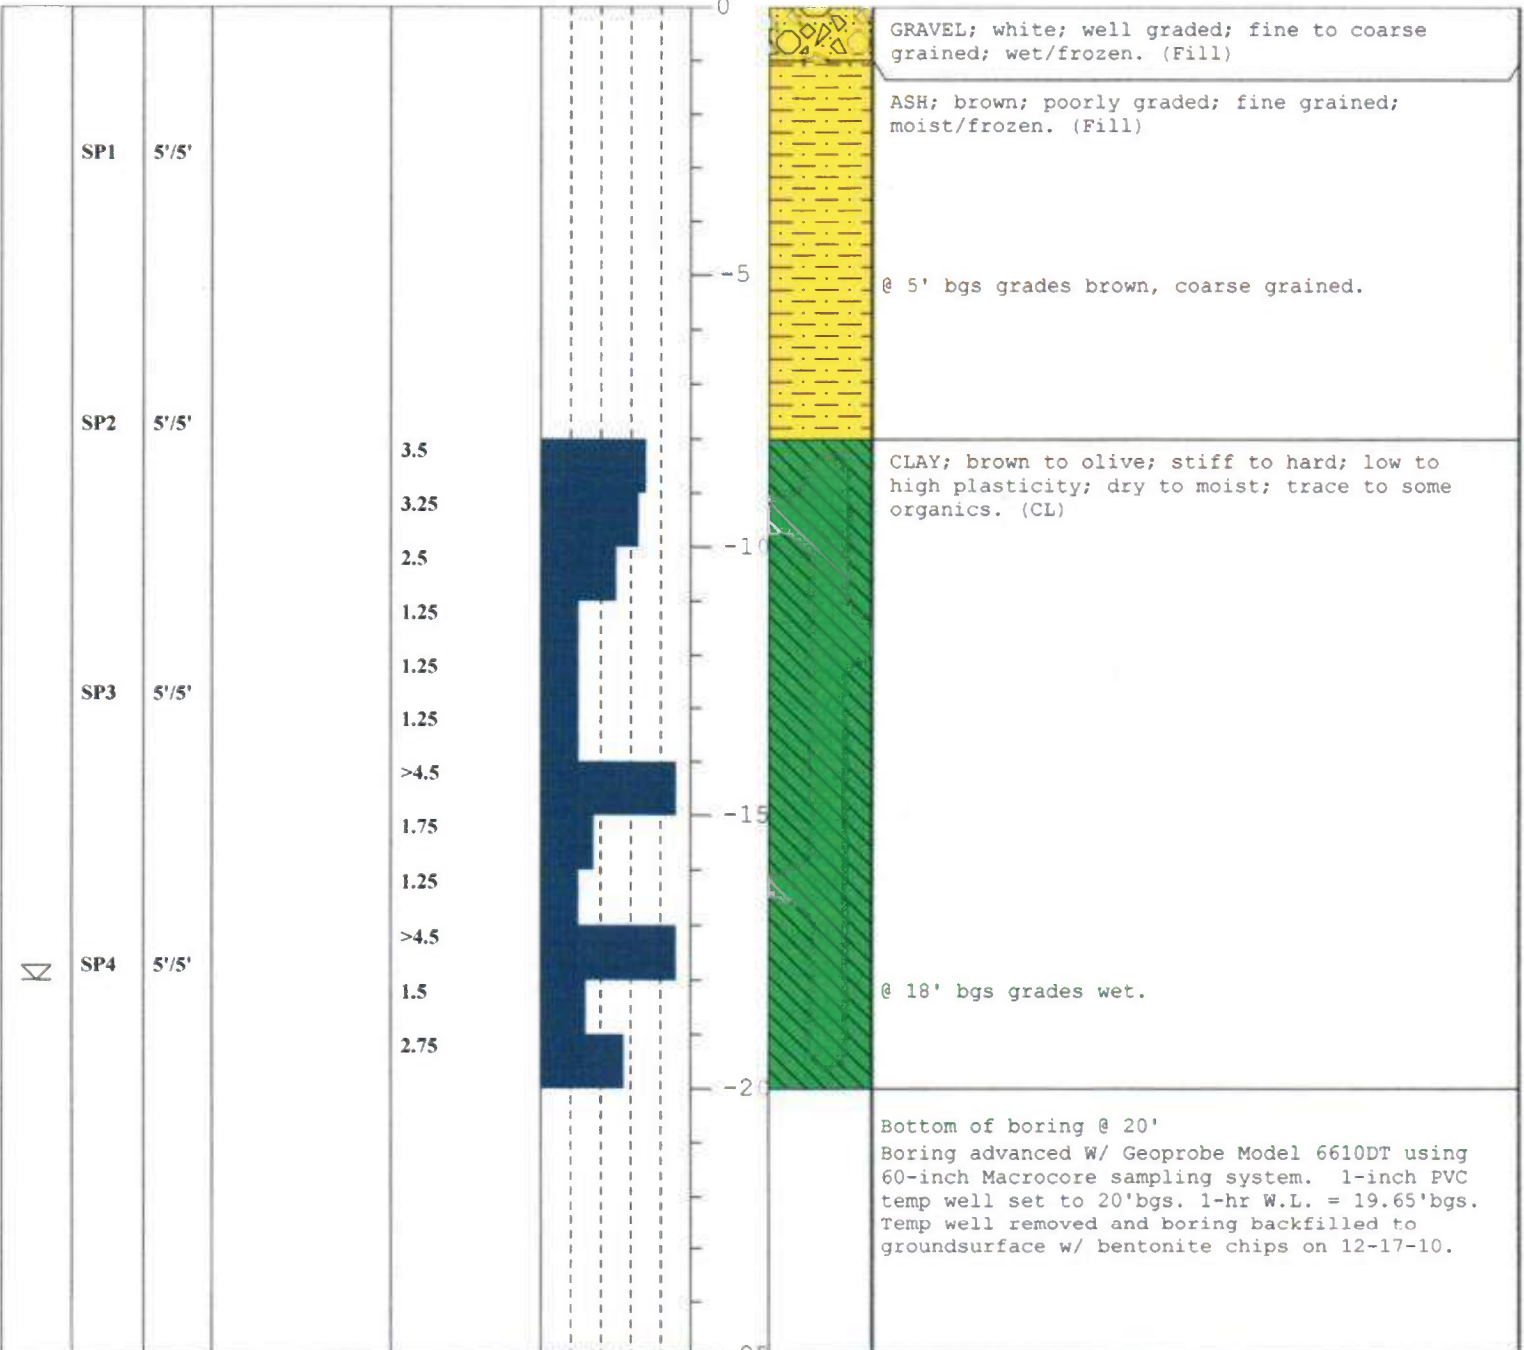 0
GRAVEL; white; well graded; fine to coarse
grained; wet/frozen. (Fill)
ASH; brown; poorly graded; fine grained;
moist/frozen. (Fill)
SP1 5'/5'
-5
@ 5' bgs grades brown, coarse grained.
SP2 5'/5'
3.5
CLAY; brown to olive; stiff to hard; low to
high plasticity; dry to moist; trace to some
organics. (CL)
3.25
-10
2.5
1.25
1.25
SP3 5'/5'
1.25
>4.5
-15
1.75
1.25
>4.5
SP4 5'/5'
1.5
@ 18' bgs grades wet.
2.75
-20
Bottom of boring @ 20'
Boring advanced W/ Geoprobe Model 6610DT using
60-inch Macrocore sampling system. 1-inch PVC
temp well set to 20'bgs. 1-hr W.L. = 19.65'bgs.
Temp well removed and boring backfilled to
groundsurface w/ bentonite chips on 12-17-10.